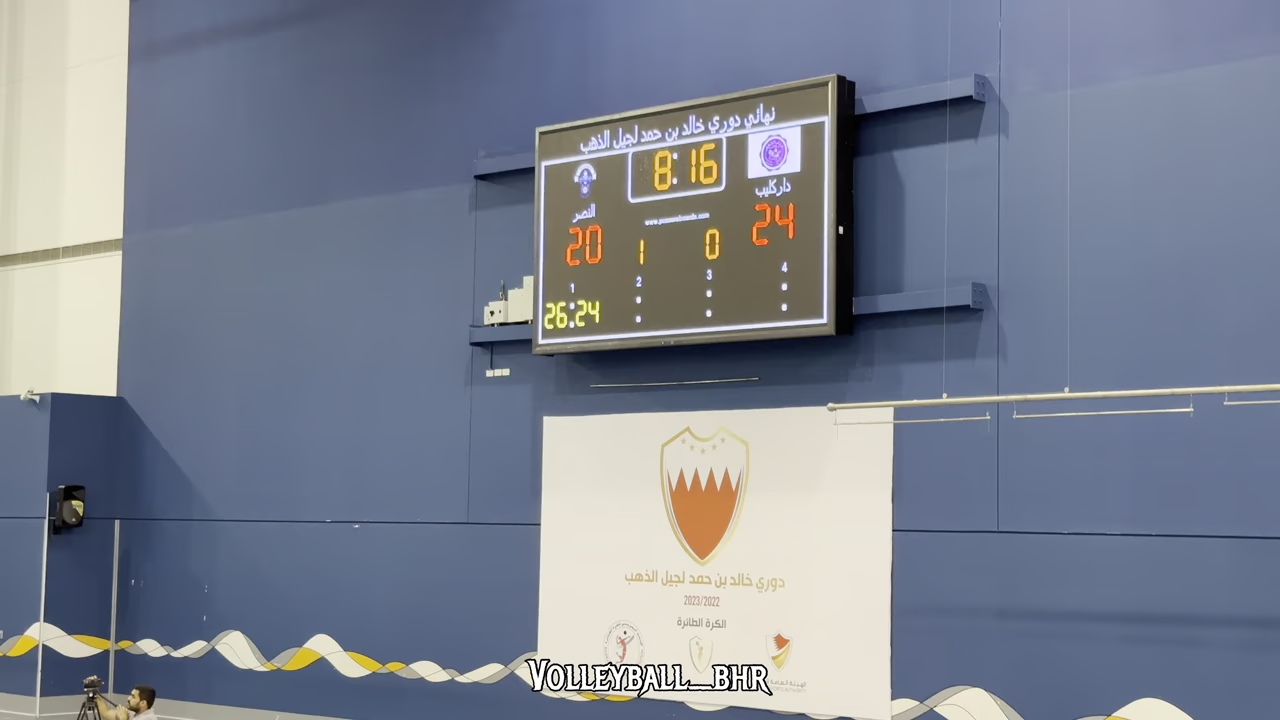 نهائي دوري خالد بن حمد لجيل الذهب
8:16
النصر
داركليب
20
24
1
0
1
2
3
4
26:24
دوري خالد بن حمد لجيل الذهب
2023/2022
الكرة الطائرة
VOLLEYBALL_BHR